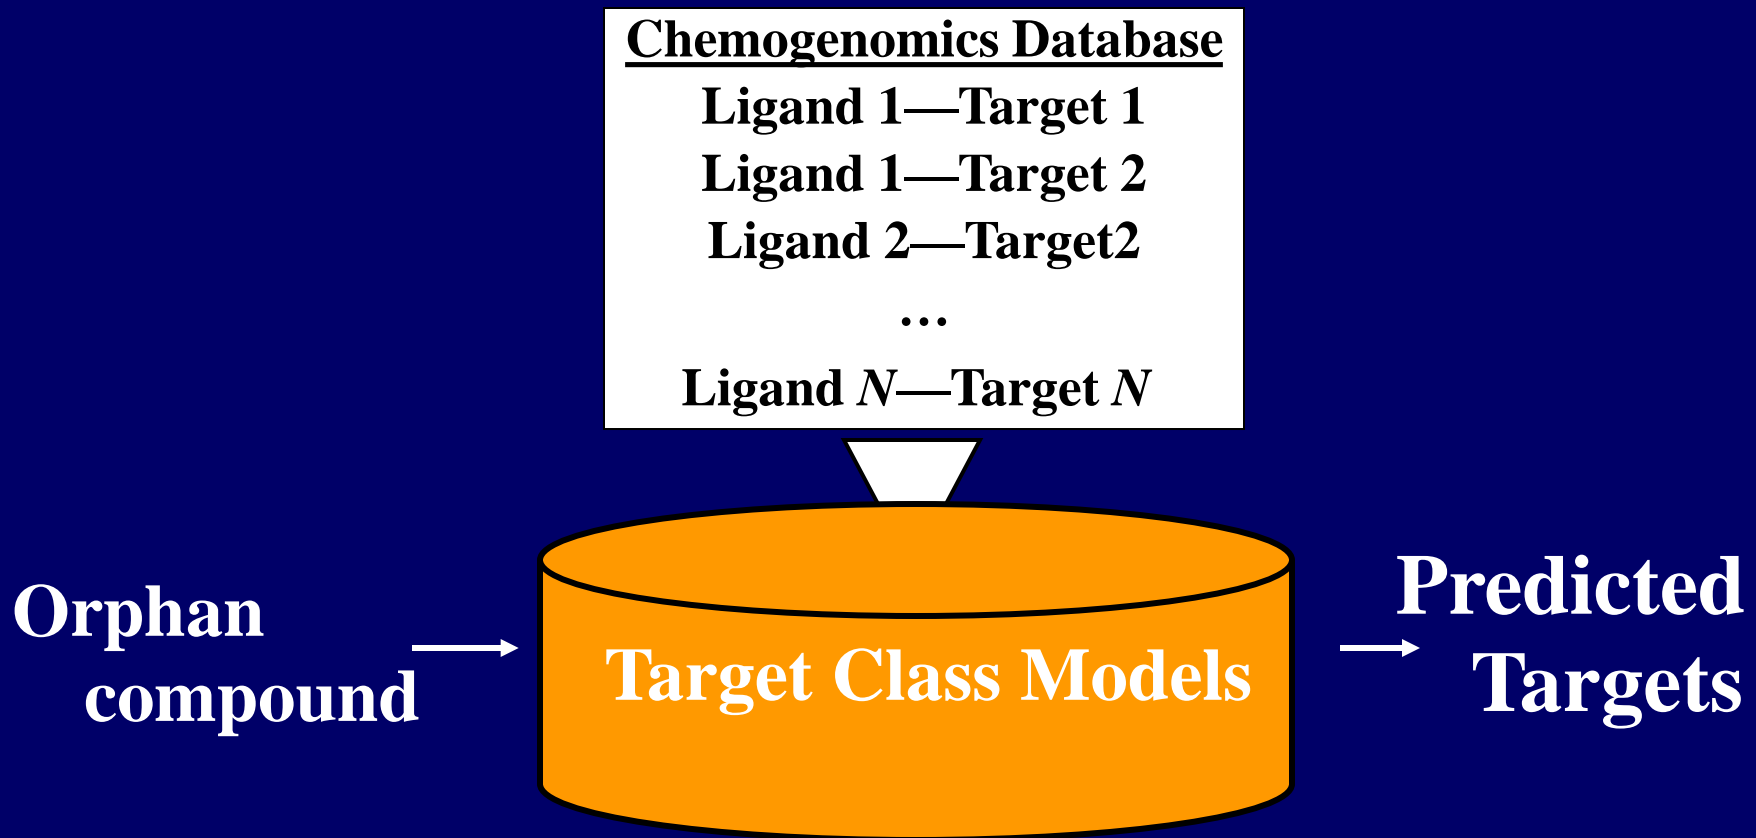 Chemogenomics Database
Ligand 1—Target 1
Ligand 1—Target 2
Ligand 2—Target2
…
Ligand N—Target N
Orphan
compound
Target Class Models
Predicted
Targets